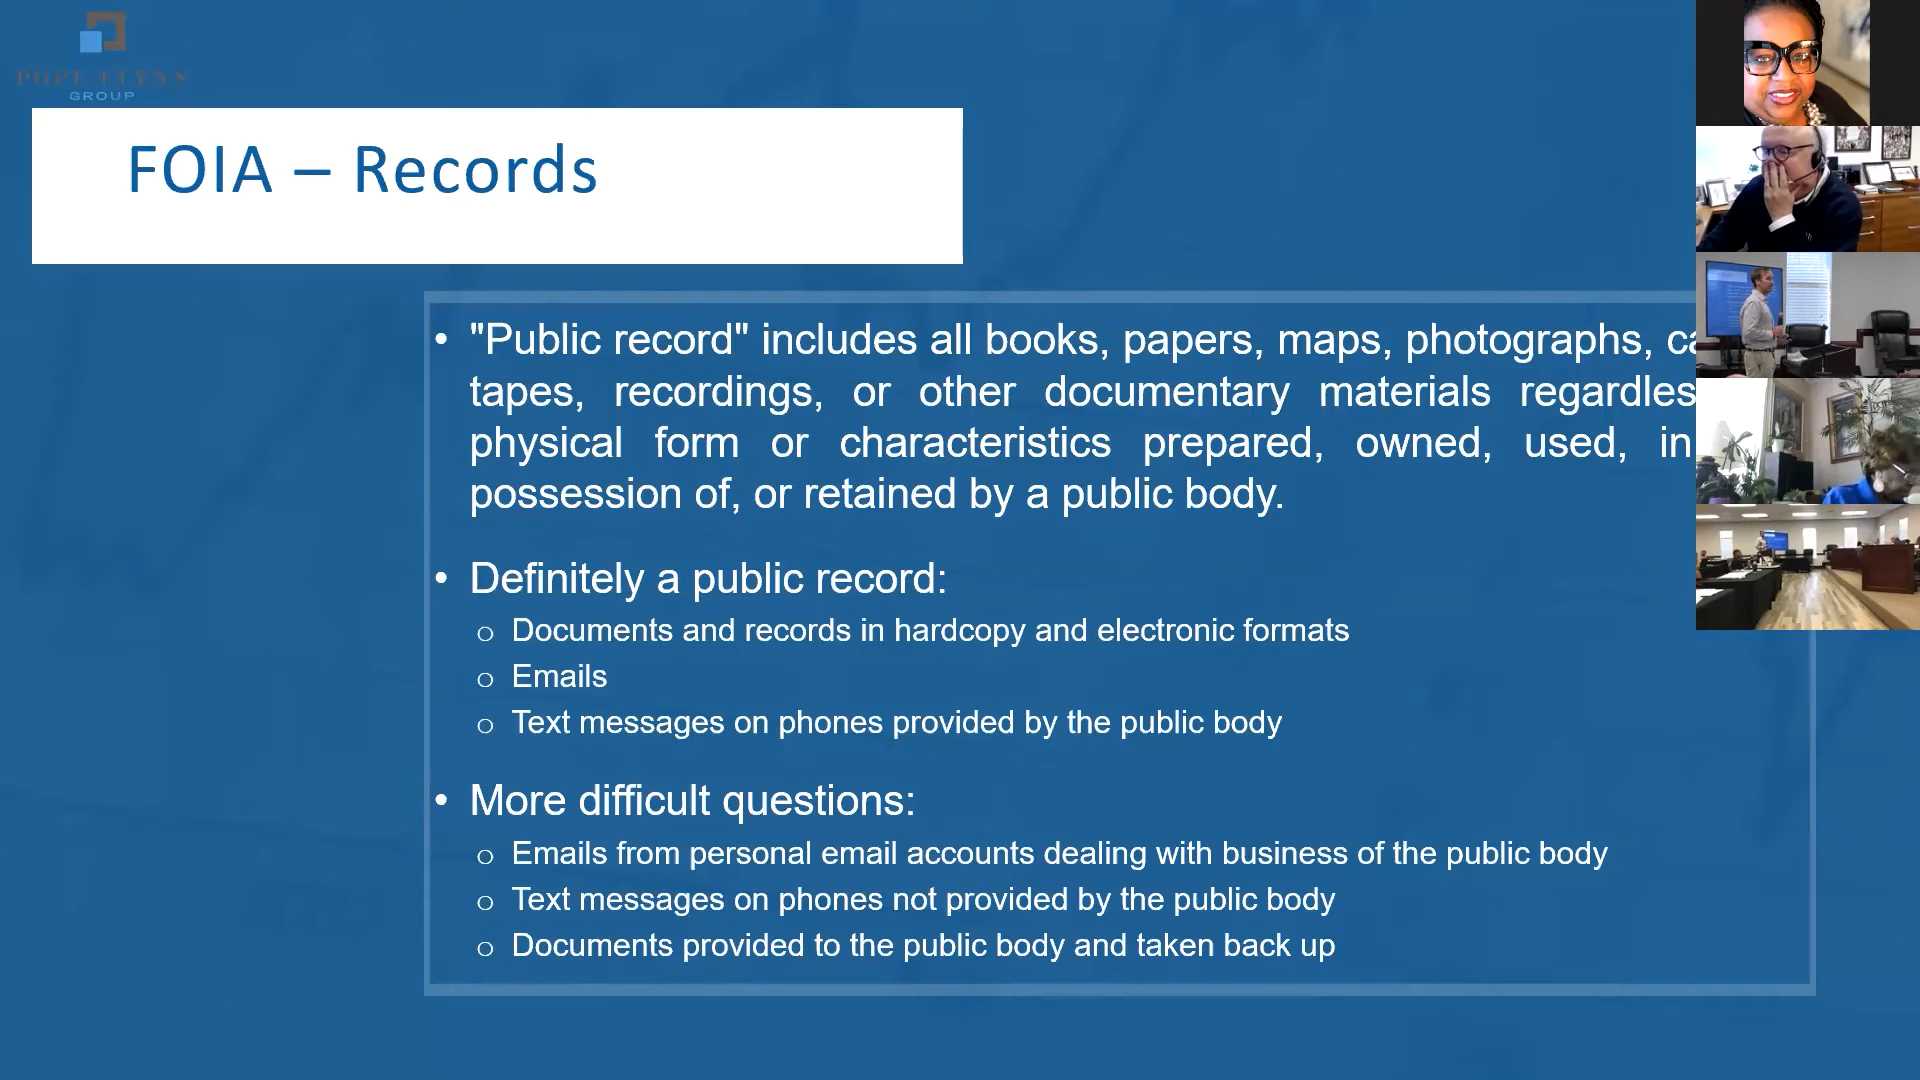 POPE FLYNN
GROUP
FOIA – Records
• "Public record" includes all books, papers, maps, photographs,
tapes, recordings, or other documentary materials
physical form or characteristics prepared, owned, used, in
possession of, or retained by a public body.
• Definitely a public record:
o Documents and records in hardcopy and electronic formats
o Emails
o Text messages on phones provided by the public body
• More difficult questions:
o Emails from personal email accounts dealing with business of the public body
o Text messages on phones not provided by the public body
o Documents provided to the public body and taken back up